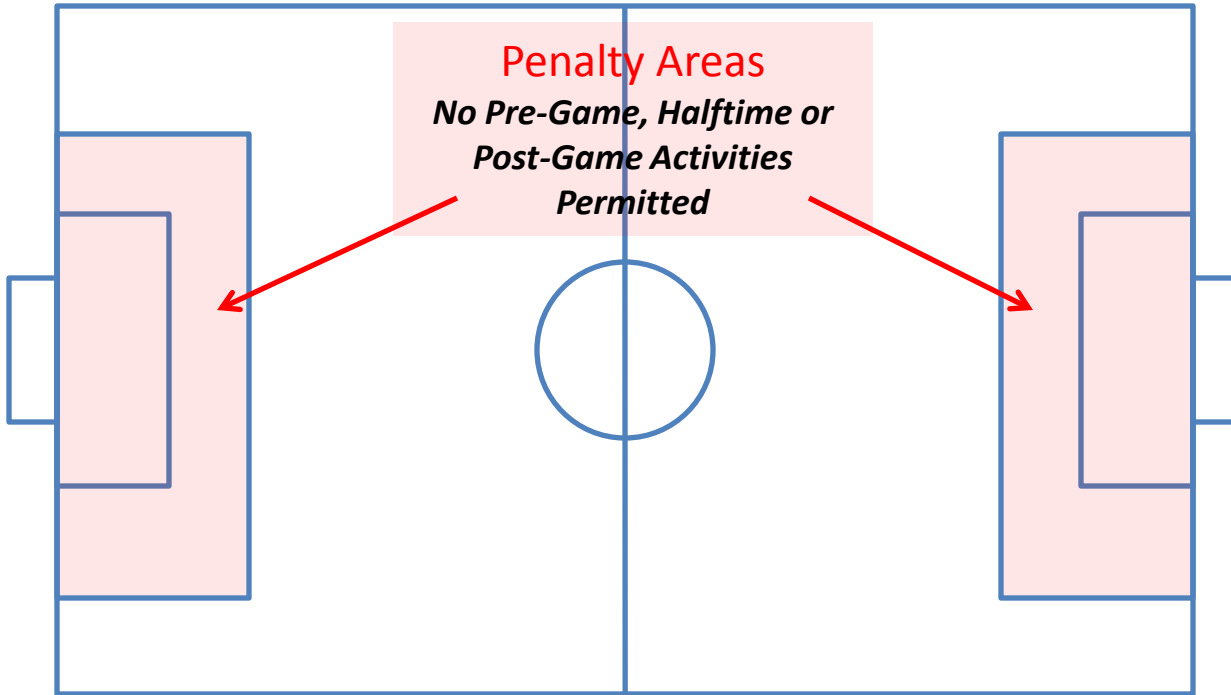 Penalty Areas
No Pre-Game, Halftime or
Post-Game Activities
Permitted